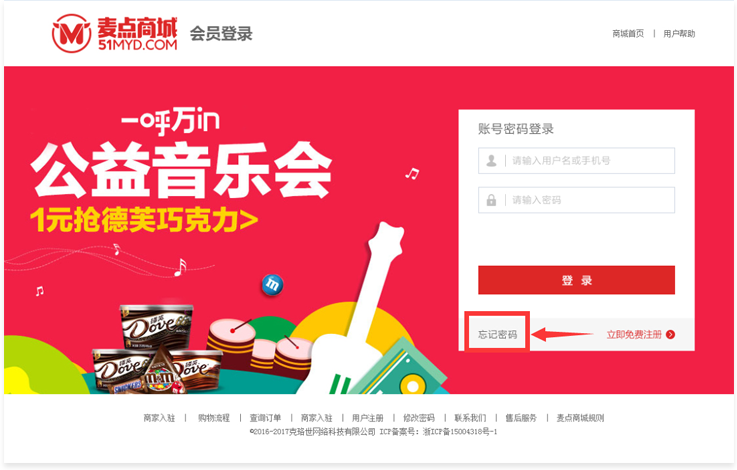 麦点商城
51MYD.COM
会员登录
商城首页 | 用户帮助
一呼万in
公益音乐会
1元抢德芙巧克力>
账号密码登录
请输入用户名或手机号
请输入密码
登 录
忘记密码
立即免费注册
m
德芙
Dove
德芙
Dove
Dove
m&m's
商家入驻 | 购物流程 | 查询订单 | 商家入驻 | 用户注册 | 修改密码 | 联系我们 | 售后服务 | 麦点商城规则
©2016-2017克珞世网络科技有限公司 ICP备案号：浙ICP备15004318号-1